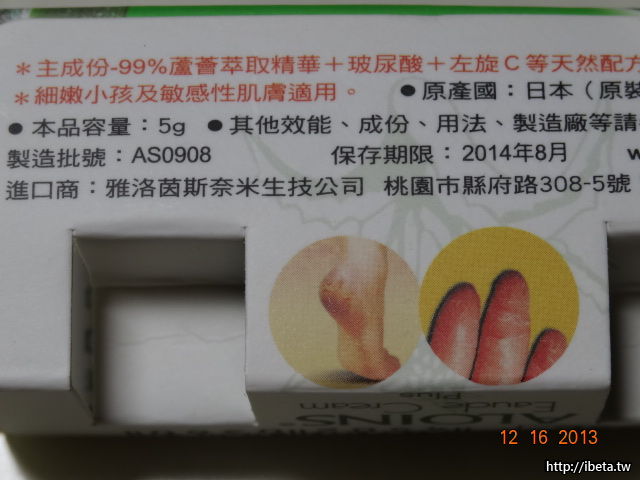 ＊主成份-99%蘆薈萃取精華＋玻尿酸＋左旋C等天然配方
＊細嫩小孩及敏感性肌膚適用。 ●原產國：日本（原裝
●本品容量：5g ●其他效能、成份、用法、製造廠等請
製造批號：AS0908 保存期限：2014年8月 w
進口商：雅洛茵斯奈米生技公司 桃園市縣府路308-5號
Plus
Eaude Cream
ALOINS®
12 16 2013
http://ibeta.tw